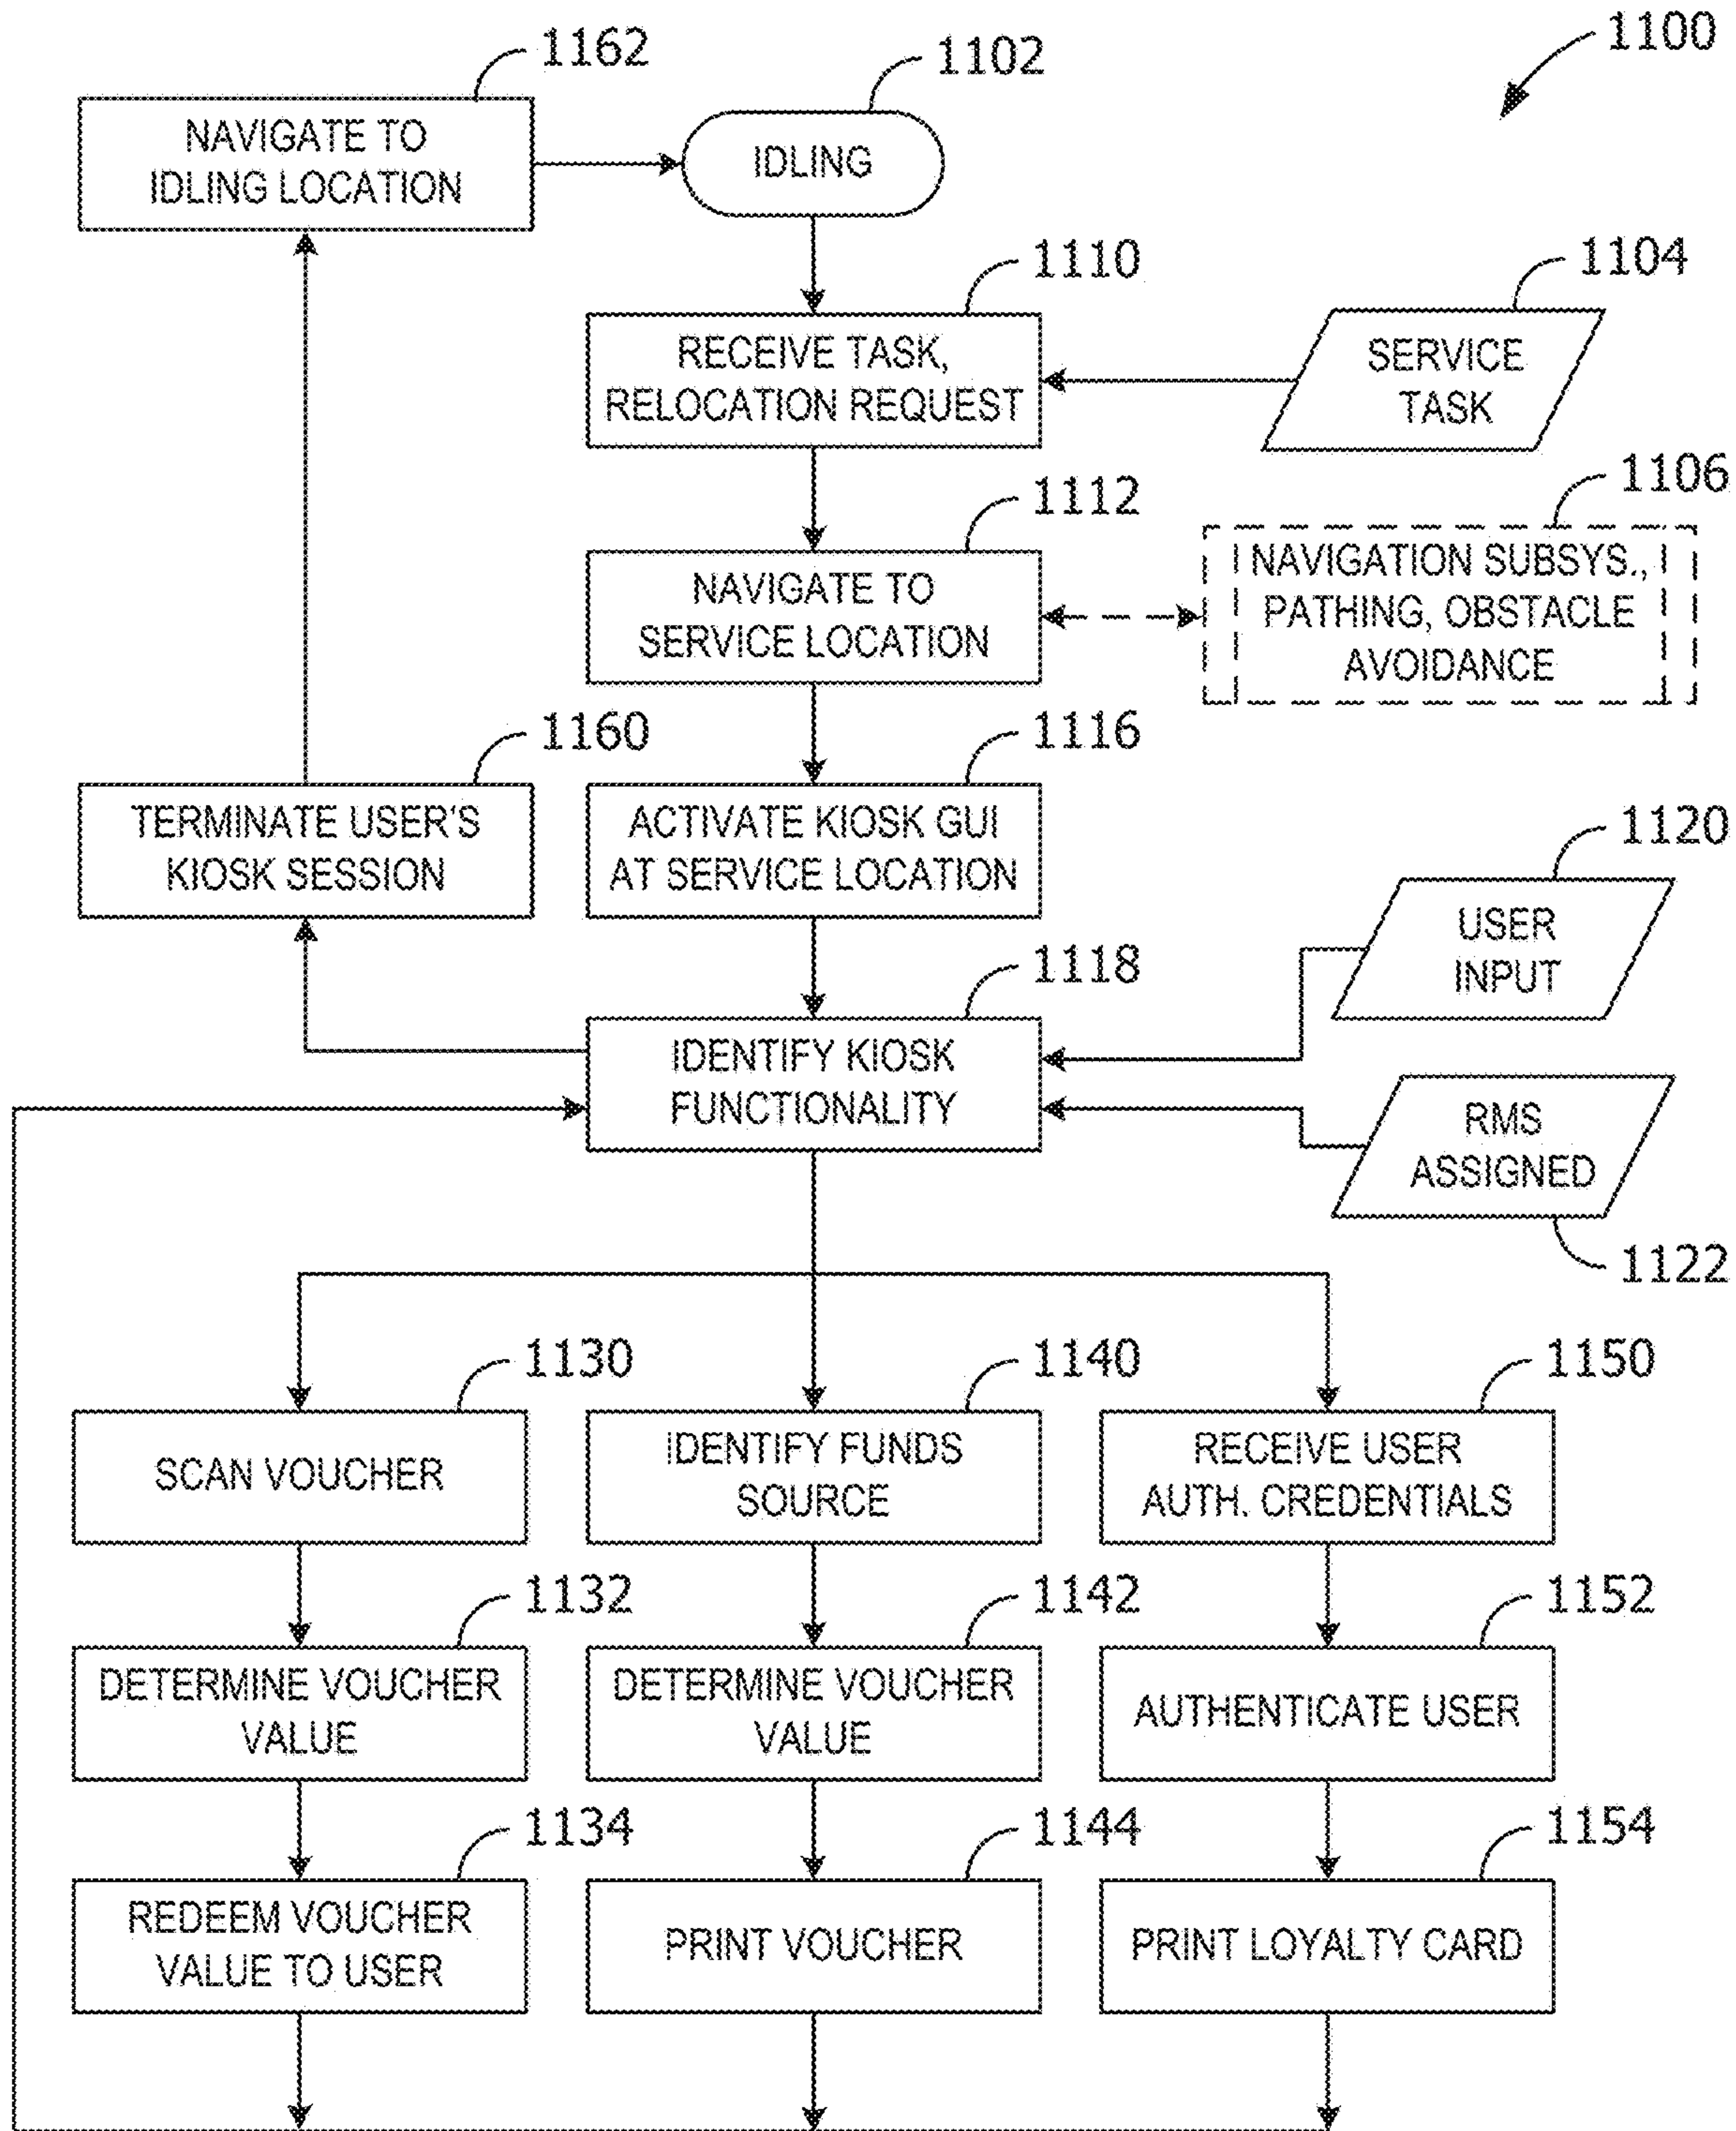 1100
1162
1102
NAVIGATE TO
IDLING LOCATION
IDLING
1110
1104
RECEIVE TASK,
RELOCATION REQUEST
SERVICE
TASK
1112
1106
NAVIGATE TO
SERVICE LOCATION
NAVIGATION SUBSYS.,
PATHING, OBSTACLE
AVOIDANCE
1160
1116
TERMINATE USER'S
KIOSK SESSION
ACTIVATE KIOSK GUI
AT SERVICE LOCATION
1120
USER
INPUT
1118
IDENTIFY KIOSK
FUNCTIONALITY
RMS
ASSIGNED
1122
1130
1140
1150
SCAN VOUCHER
IDENTIFY FUNDS
SOURCE
RECEIVE USER
AUTH. CREDENTIALS
1132
1142
1152
DETERMINE VOUCHER
VALUE
DETERMINE VOUCHER
VALUE
AUTHENTICATE USER
1134
1144
1154
REDEEM VOUCHER
VALUE TO USER
PRINT VOUCHER
PRINT LOYALTY CARD